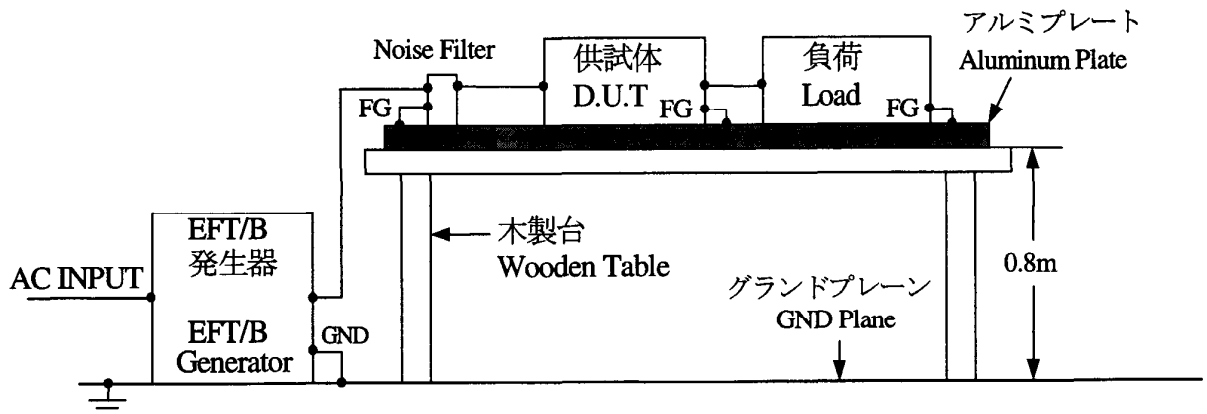 アルミプレート
Aluminum Plate
Noise Filter
供試体
D.U.T
負荷
Load
FG
FG
FG
EFT/B
発生器
EFT/B
Generator
AC INPUT
GND
木製台
Wooden Table
グランドプレーン
GND Plane
0.8m